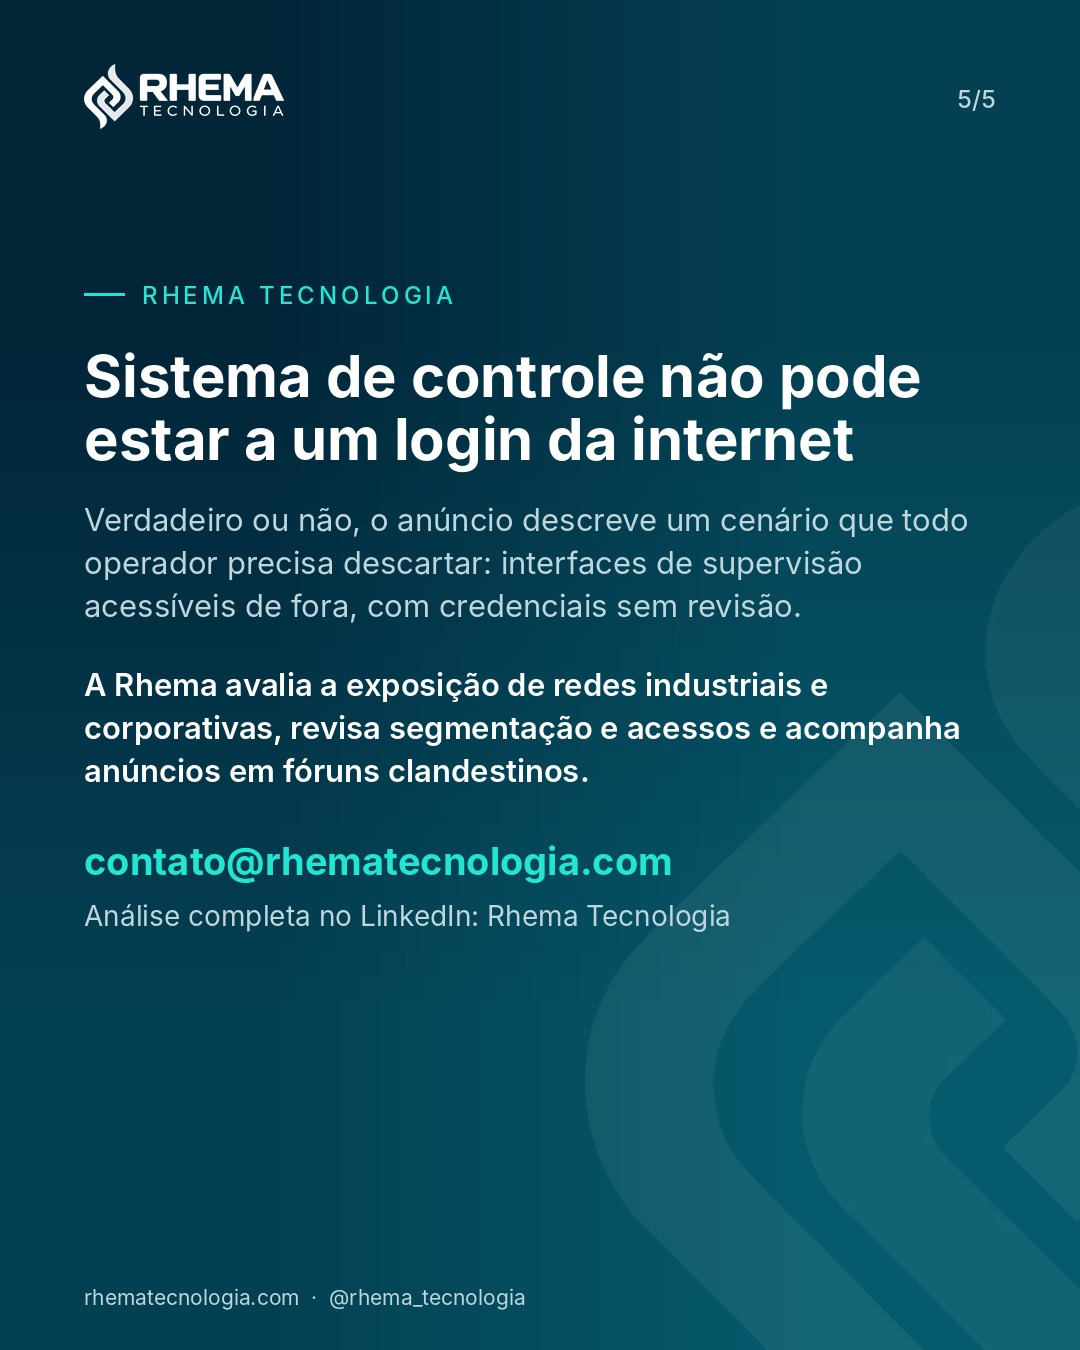 RHEMA
TECNOLOGIA
5/5
RHEMA TECNOLOGIA
Sistema de controle não pode
estar a um login da internet
Verdadeiro ou não, o anúncio descreve um cenário que todo
operador precisa descartar: interfaces de supervisão
acessíveis de fora, com credenciais sem revisão.
A Rhema avalia a exposição de redes industriais e
corporativas, revisa segmentação e acessos e acompanha
anúncios em fóruns clandestinos.
contato@rhematecnologia.com
Análise completa no LinkedIn: Rhema Tecnologia
rhematecnologia.com · @rhema_tecnologia